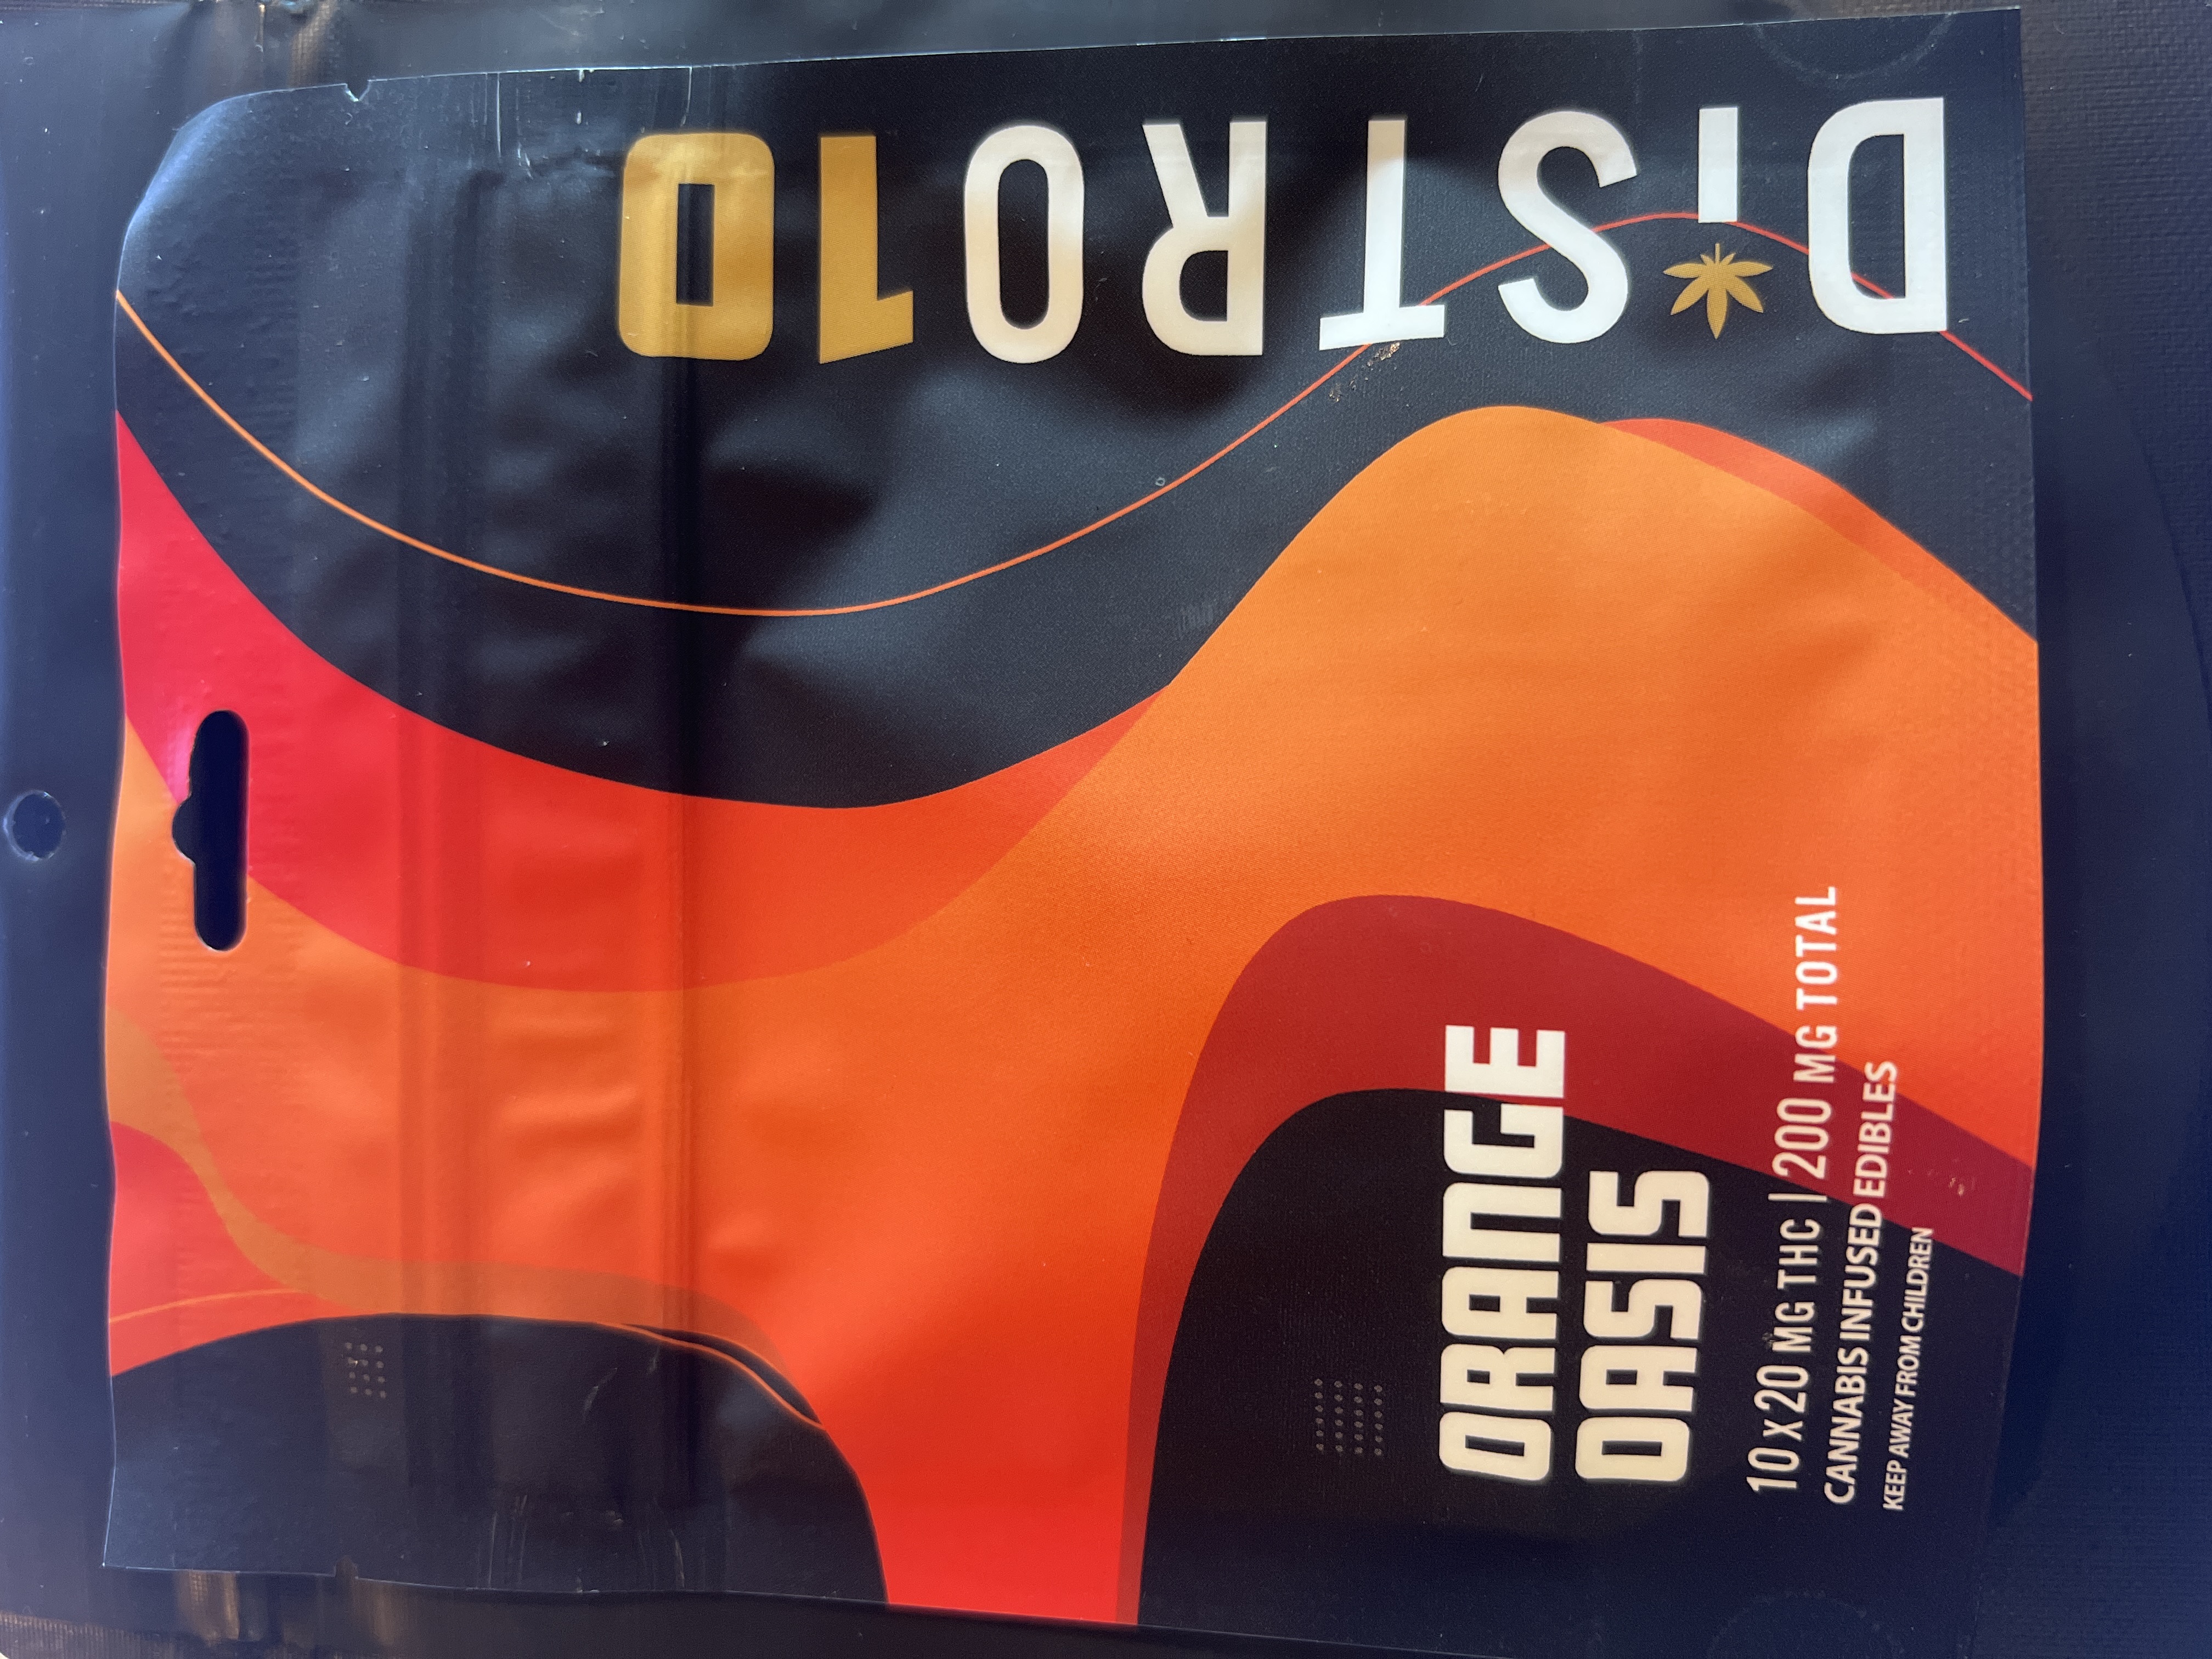 DiSTRO10
ORANGE
OASIS
10 x 20 MG THC | 200 MG TOTAL
CANNABIS INFUSED EDIBLES
KEEP AWAY FROM CHILDREN